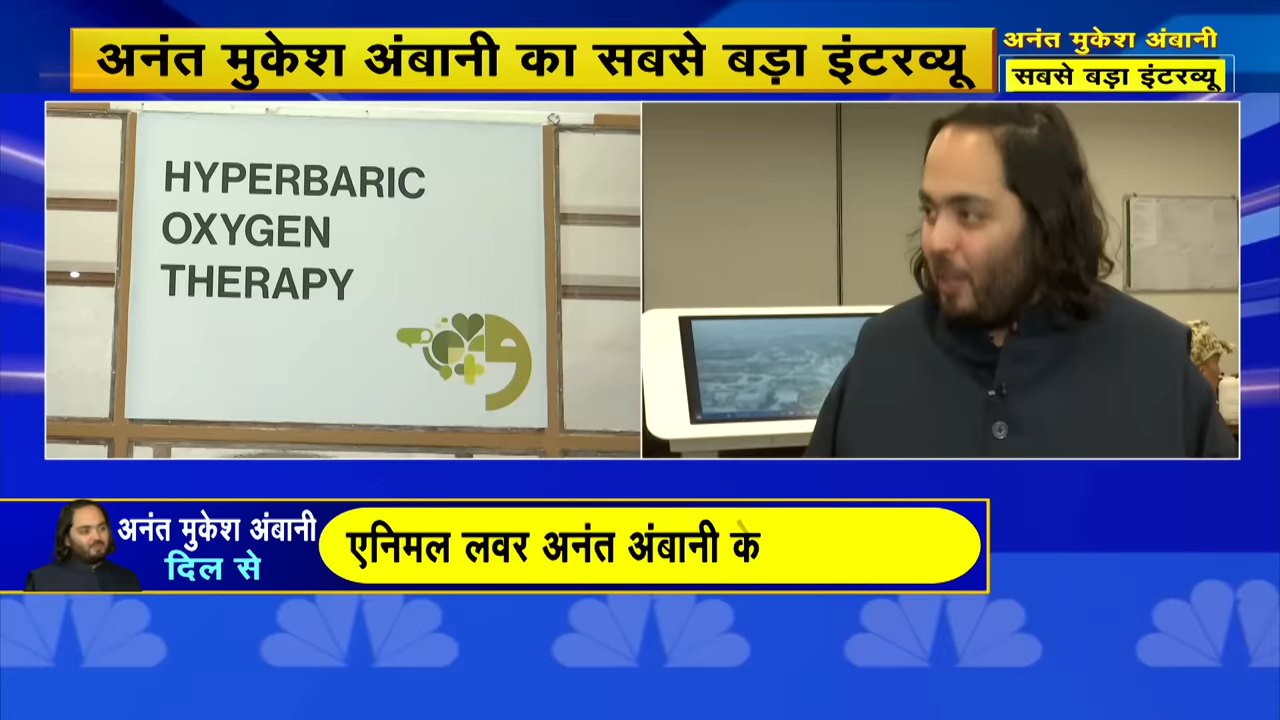 अनंत मुकेश अंबानी का सबसे बड़ा इंटरव्यू
अनंत मुकेश अंबानी
सबसे बड़ा इंटरव्यू
HYPERBARIC
OXYGEN
THERAPY
अनंत मुकेश अंबानी
दिल से
एनिमल लवर अनंत अंबानी के